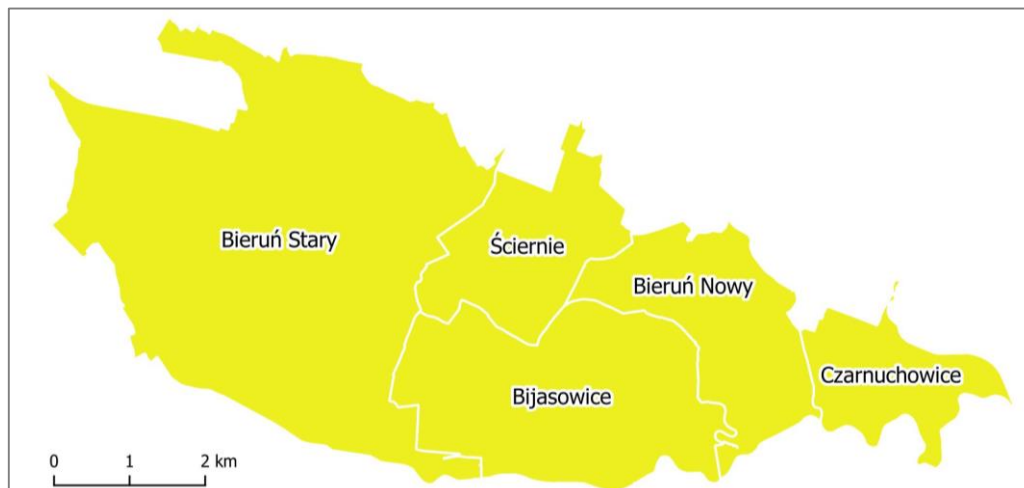 Bieruń Stary
Ściernie
Bieruń Nowy
Czarnuchowice
Bijasowice
0 1 2 km